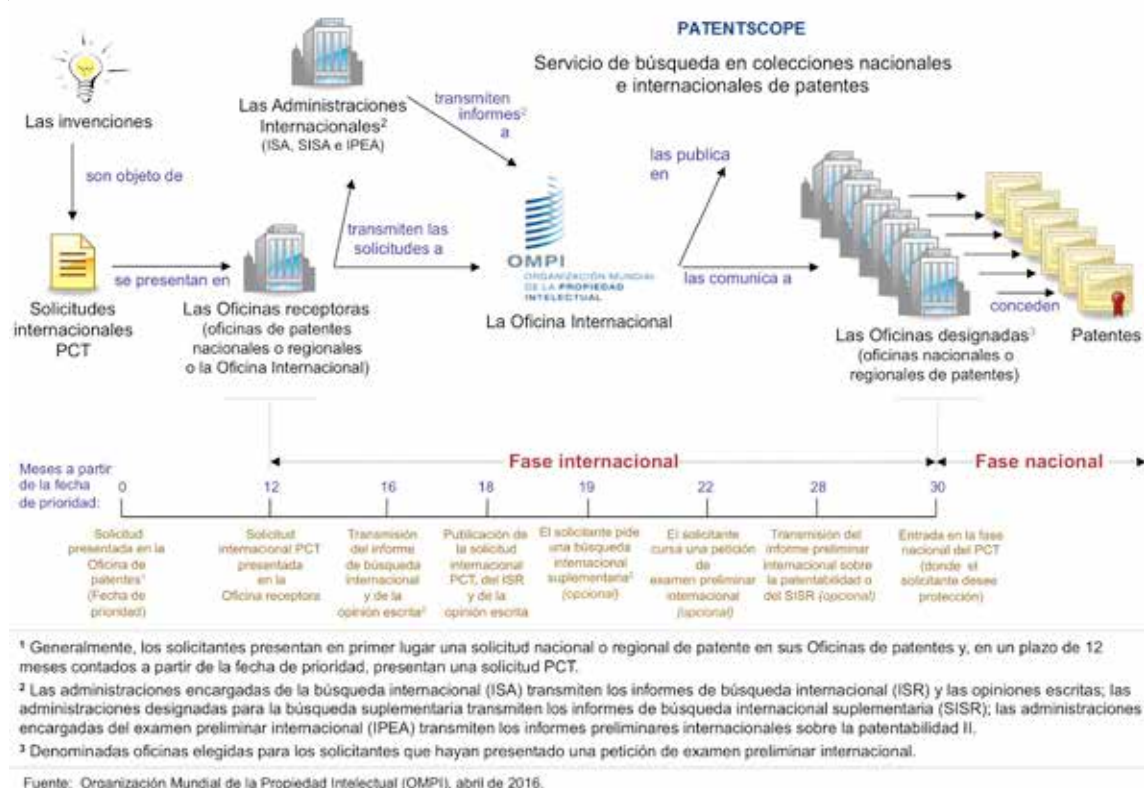 PATENTSCOPE
Servicio de búsqueda en colecciones nacionales
e internacionales de patentes
Las invenciones
son objeto de
Solicitudes
internacionales
PCT
se presentan en
Las Oficinas receptoras
(oficinas de patentes
nacionales o regionales
o la Oficina Internacional)
Las Administraciones
Internacionales²
(ISA, SISA e IPEA)
transmiten
informes²
a
transmiten las
solicitudes a
OMPI
ORGANIZACIÓN MUNDIAL
DE LA PROPIEDAD
INTELECTUAL
La Oficina Internacional
las publica
en
las comunica a
Las Oficinas designadas³
(oficinas nacionales o
regionales de patentes)
conceden
Patentes
Fase internacional
Fase nacional
Meses a partir
de la fecha
de prioridad:
0
12
16
18
19
22
28
30
Solicitud
presentada en la
Oficina de
patentes¹
(Fecha de
prioridad)
Solicitud
internacional PCT
presentada
en la
Oficina receptora
Transmisión
del informe
de búsqueda
internacional
y de la
opinión escrita²
Publicación de
la solicitud
internacional
PCT, del ISR
y de la
opinión escrita
El solicitante pide
una búsqueda
internacional
suplementaria²
(opcional)
El solicitante
cursa una petición
de
examen preliminar
internacional
(opcional)
Transmisión del
informe preliminar
internacional sobre
la patentabilidad o
del SISR (opcional)
Entrada en la fase
nacional del PCT
(donde el
solicitante desee
protección)
¹ Generalmente, los solicitantes presentan en primer lugar una solicitud nacional o regional de patente en sus Oficinas de patentes y, en un plazo de 12
meses contados a partir de la fecha de prioridad, presentan una solicitud PCT.
² Las administraciones encargadas de la búsqueda internacional (ISA) transmiten los informes de búsqueda internacional (ISR) y las opiniones escritas; las
administraciones designadas para la búsqueda suplementaria transmiten los informes de búsqueda internacional suplementaria (SISR); las administraciones
encargadas del examen preliminar internacional (IPEA) transmiten los informes preliminares internacionales sobre la patentabilidad II.
³ Denominadas oficinas elegidas para los solicitantes que hayan presentado una petición de examen preliminar internacional.
Fuente: Organización Mundial de la Propiedad Intelectual (OMPI), abril de 2016.